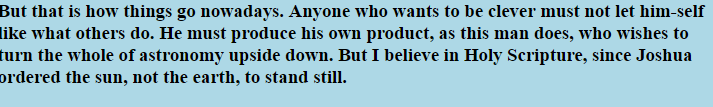 But that is how things go nowadays. Anyone who wants to be clever must not let him-self
like what others do. He must produce his own product, as this man does, who wishes to
turn the whole of astronomy upside down. But I believe in Holy Scripture, since Joshua
ordered the sun, not the earth, to stand still.